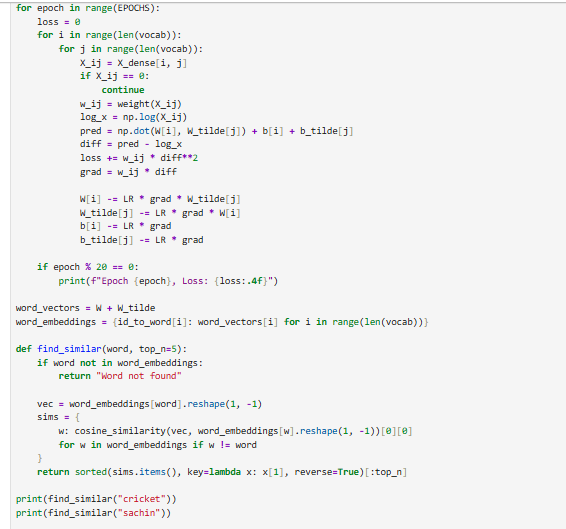 for epoch in range(EPOCHS):
    loss = 0
    for i in range(len(vocab)):
        for j in range(len(vocab)):
            X_ij = X_dense[i, j]
            if X_ij == 0:
                continue
            w_ij = weight(X_ij)
            log_x = np.log(X_ij)
            pred = np.dot(W[i], W_tilde[j]) + b[i] + b_tilde[j]
            diff = pred - log_x
            loss += w_ij * diff**2
            grad = w_ij * diff

            W[i] -= LR * grad * W_tilde[j]
            W_tilde[j] -= LR * grad * W[i]
            b[i] -= LR * grad
            b_tilde[j] -= LR * grad

    if epoch % 20 == 0:
        print(f"Epoch {epoch}, Loss: {loss:.4f}")

word_vectors = W + W_tilde
word_embeddings = {id_to_word[i]: word_vectors[i] for i in range(len(vocab))}

def find_similar(word, top_n=5):
    if word not in word_embeddings:
        return "Word not found"

    vec = word_embeddings[word].reshape(1, -1)
    sims = {
        w: cosine_similarity(vec, word_embeddings[w].reshape(1, -1))[0][0]
        for w in word_embeddings if w != word
    }
    return sorted(sims.items(), key=lambda x: x[1], reverse=True)[:top_n]

print(find_similar("cricket"))
print(find_similar("sachin"))